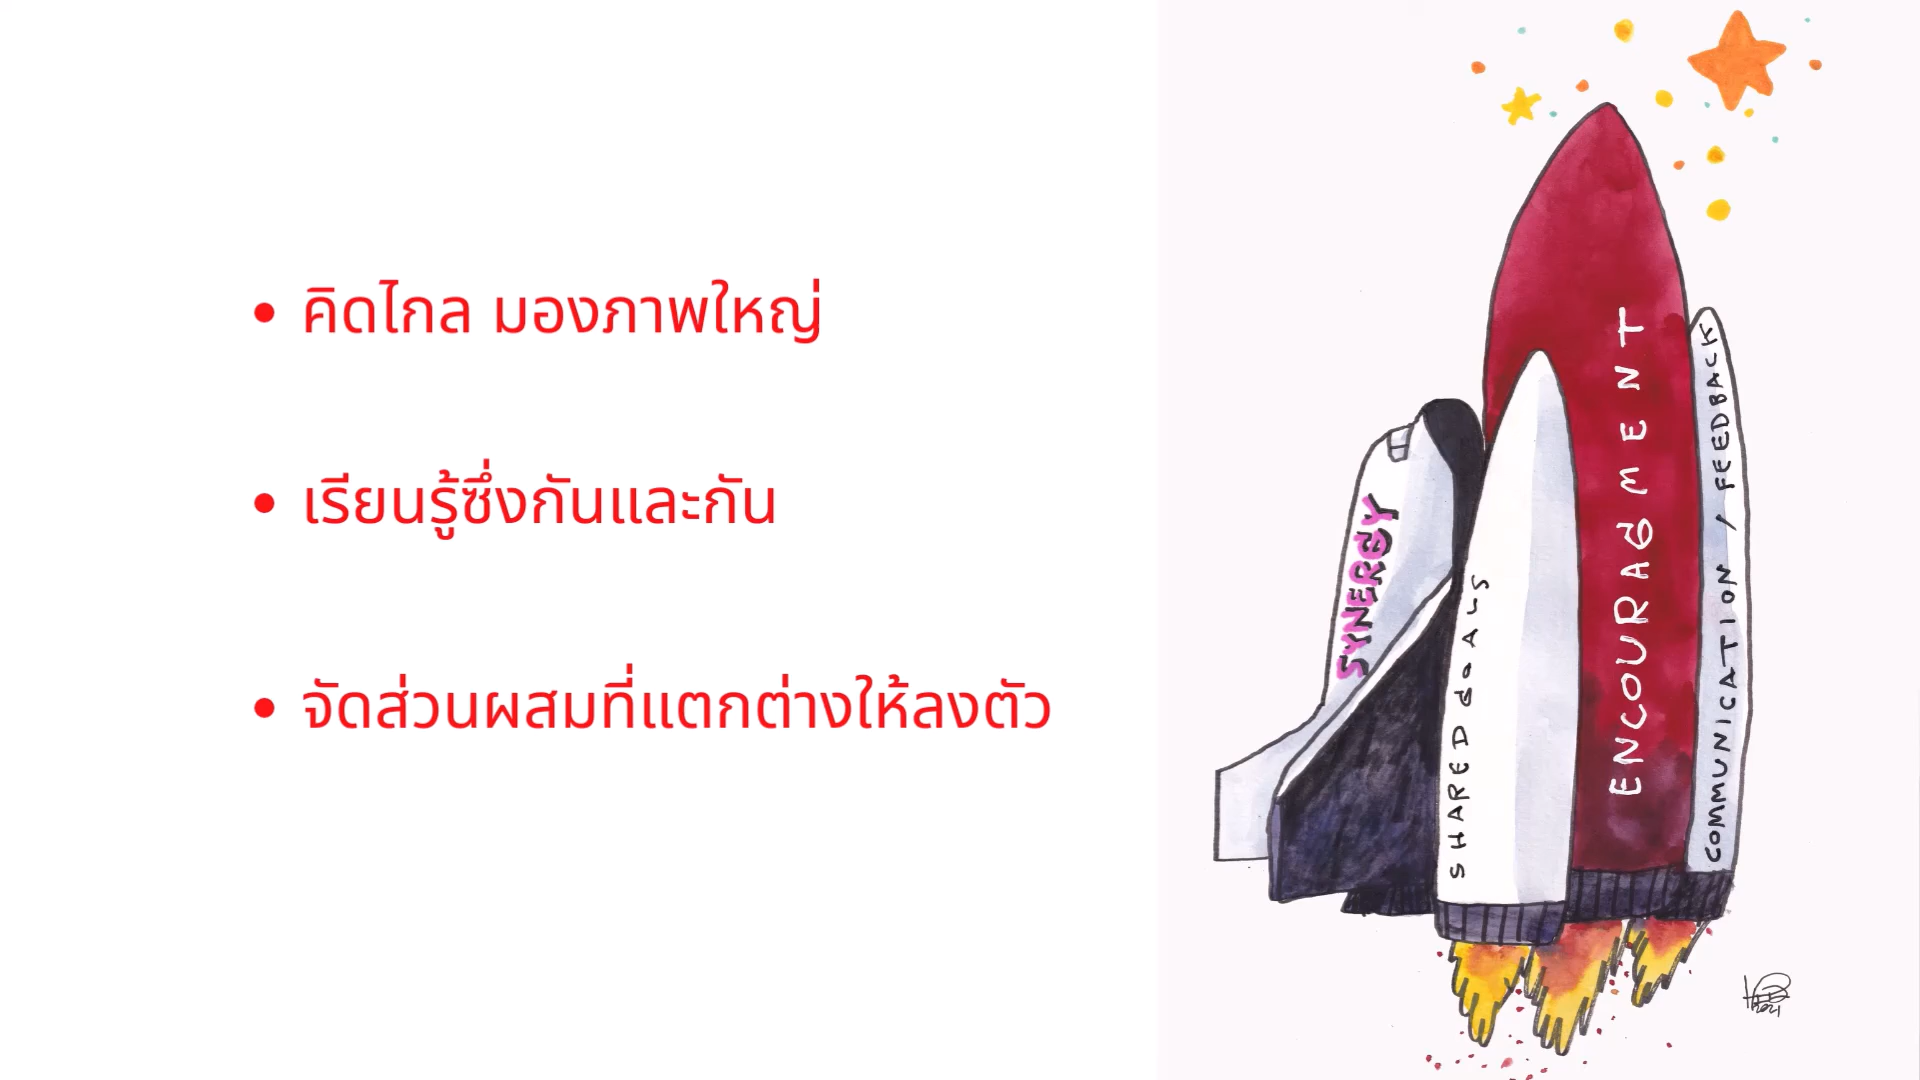 • คิดไกล มองภาพใหญ่
• เรียนรู้ซึ่งกันและกัน
• จัดส่วนผสมที่แตกต่างให้ลงตัว
SYNERGY
SHARED GOALS
ENCOURAGMENT
COMMUNICATION / FEEDBACK
2021